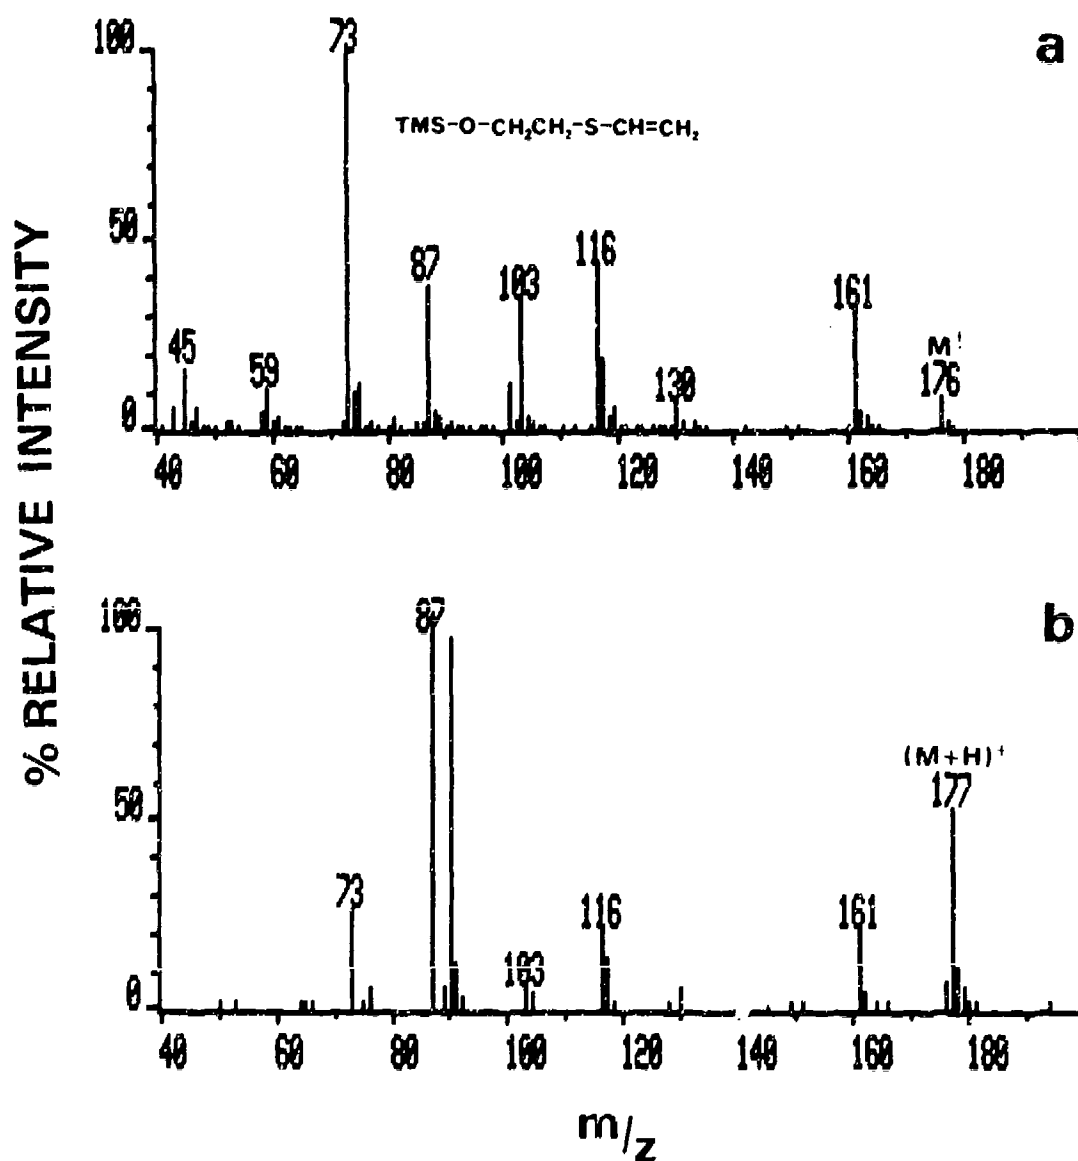 a
100
73
TMS-O-CH₂CH₂-S-CH=CH₂
50
87
103
116
161
M⁺
176
45
59
130
0
40 60 80 100 120 140 160 180
% RELATIVE INTENSITY
b
100
87
(M+H)⁺
177
50
73
116
161
103
0
40 60 80 100 120 140 160 180
m/z